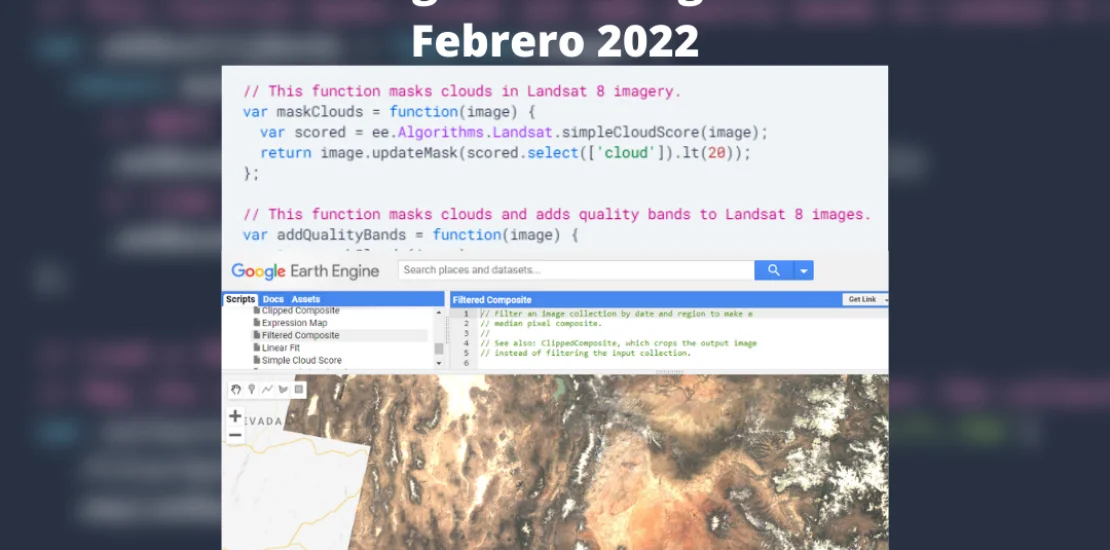 Febrero 2022
// This function masks clouds in Landsat 8 imagery.
var maskClouds = function(image) {
var scored = ee.Algorithms.Landsat.simpleCloudScore(image);
return image.updateMask(scored.select(['cloud']).lt(20));
};
// This function masks clouds and adds quality bands to Landsat 8 images.
var addQualityBands = function(image) {
Google Earth Engine
Search places and datasets...
Scripts Docs Assets
Clipped Composite
Expression Map
Filtered Composite
Linear Fit
Simple Cloud Score
Filtered Composite
Get Link
1 // Filter an image collection by date and region to make a
2 // median pixel composite.
3 //
4 // See also: ClippedComposite, which crops the output image
5 // instead of filtering the input collection.
6
EVADA